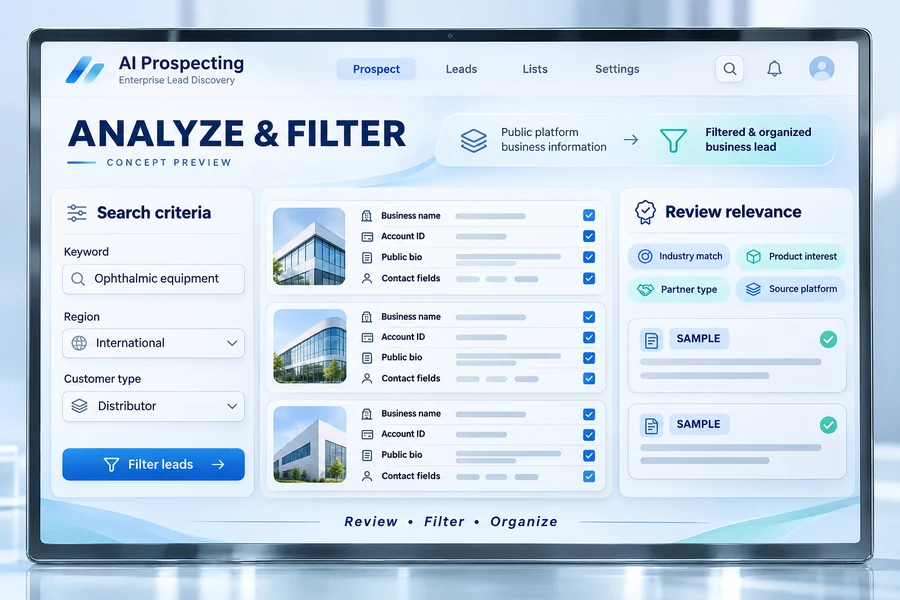 AI Prospecting
Enterprise Lead Discovery
Prospect
Leads
Lists
Settings
ANALYZE & FILTER
CONCEPT PREVIEW
Public platform
business information
Filtered & organized
business lead
Search criteria
Keyword
Ophthalmic equipment
Region
International
Customer type
Distributor
Filter leads
Business name
Account ID
Public bio
Contact fields
Business name
Account ID
Public bio
Contact fields
Business name
Account ID
Public bio
Contact fields
Review relevance
Industry match
Product interest
Partner type
Source platform
SAMPLE
SAMPLE
Review • Filter • Organize